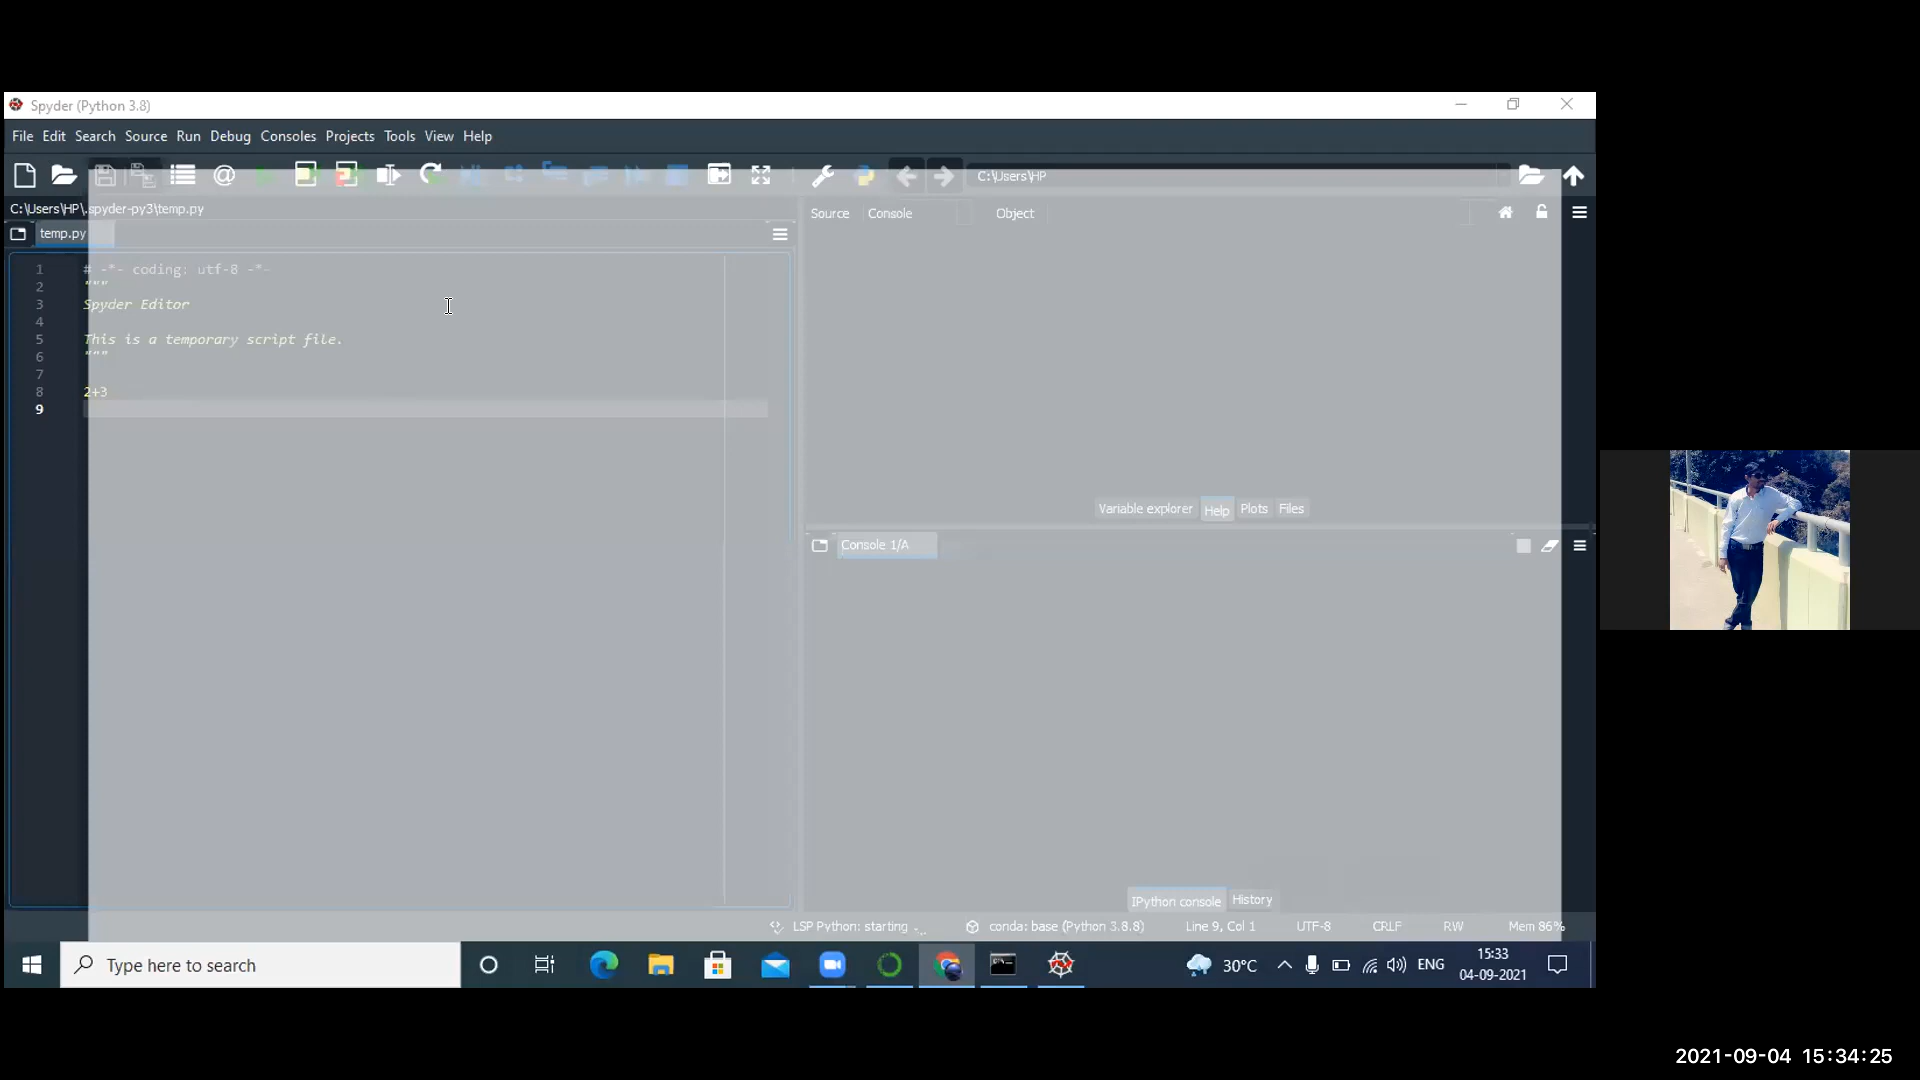 Spyder (Python 3.8)
File Edit Search Source Run Debug Consoles Projects Tools View Help
C:\Users\HP
C:\Users\HP\.spyder-py3\temp.py
Source Console Object
temp.py
1 # -*- coding: utf-8 -*-
2 """
3 Spyder Editor
4
5 This is a temporary script file.
6 """
7
8 2+3
9
Variable explorer Help Plots Files
Console 1/A
IPython console History
LSP Python: starting conda: base (Python 3.8.8) Line 9, Col 1 UTF-8 CRLF RW Mem 86%
Type here to search
30°C ENG
15:33
04-09-2021
2021-09-04 15:34:25